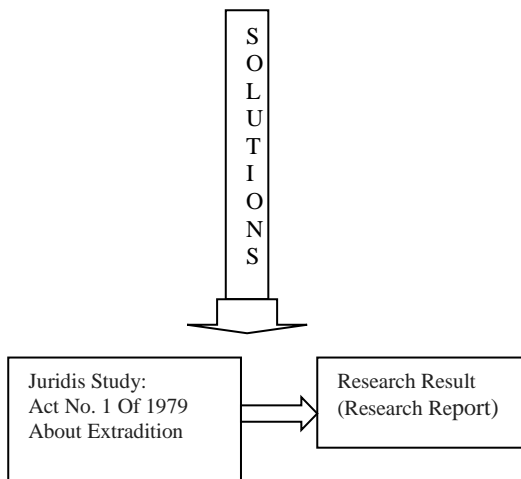 S
O
L
U
T
I
O
N
S
Juridis Study:
Act No. 1 Of 1979
About Extradition
Research Result
(Research Report)